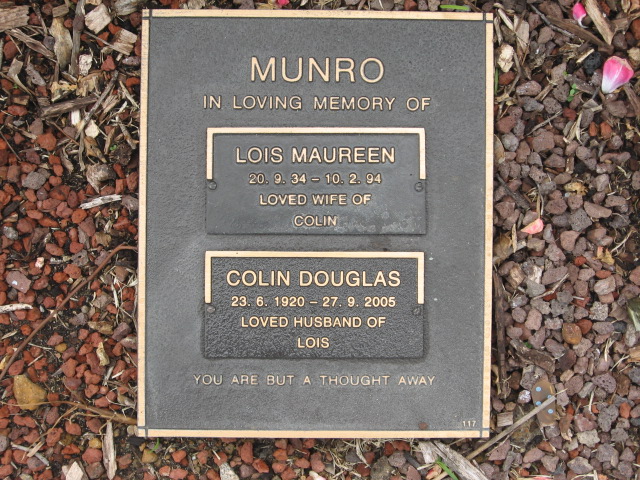 MUNRO
IN LOVING MEMORY OF
LOIS MAUREEN
20. 9. 34 – 10. 2. 94
LOVED WIFE OF
COLIN
COLIN DOUGLAS
23. 6. 1920 – 27. 9. 2005
LOVED HUSBAND OF
LOIS
YOU ARE BUT A THOUGHT AWAY
117